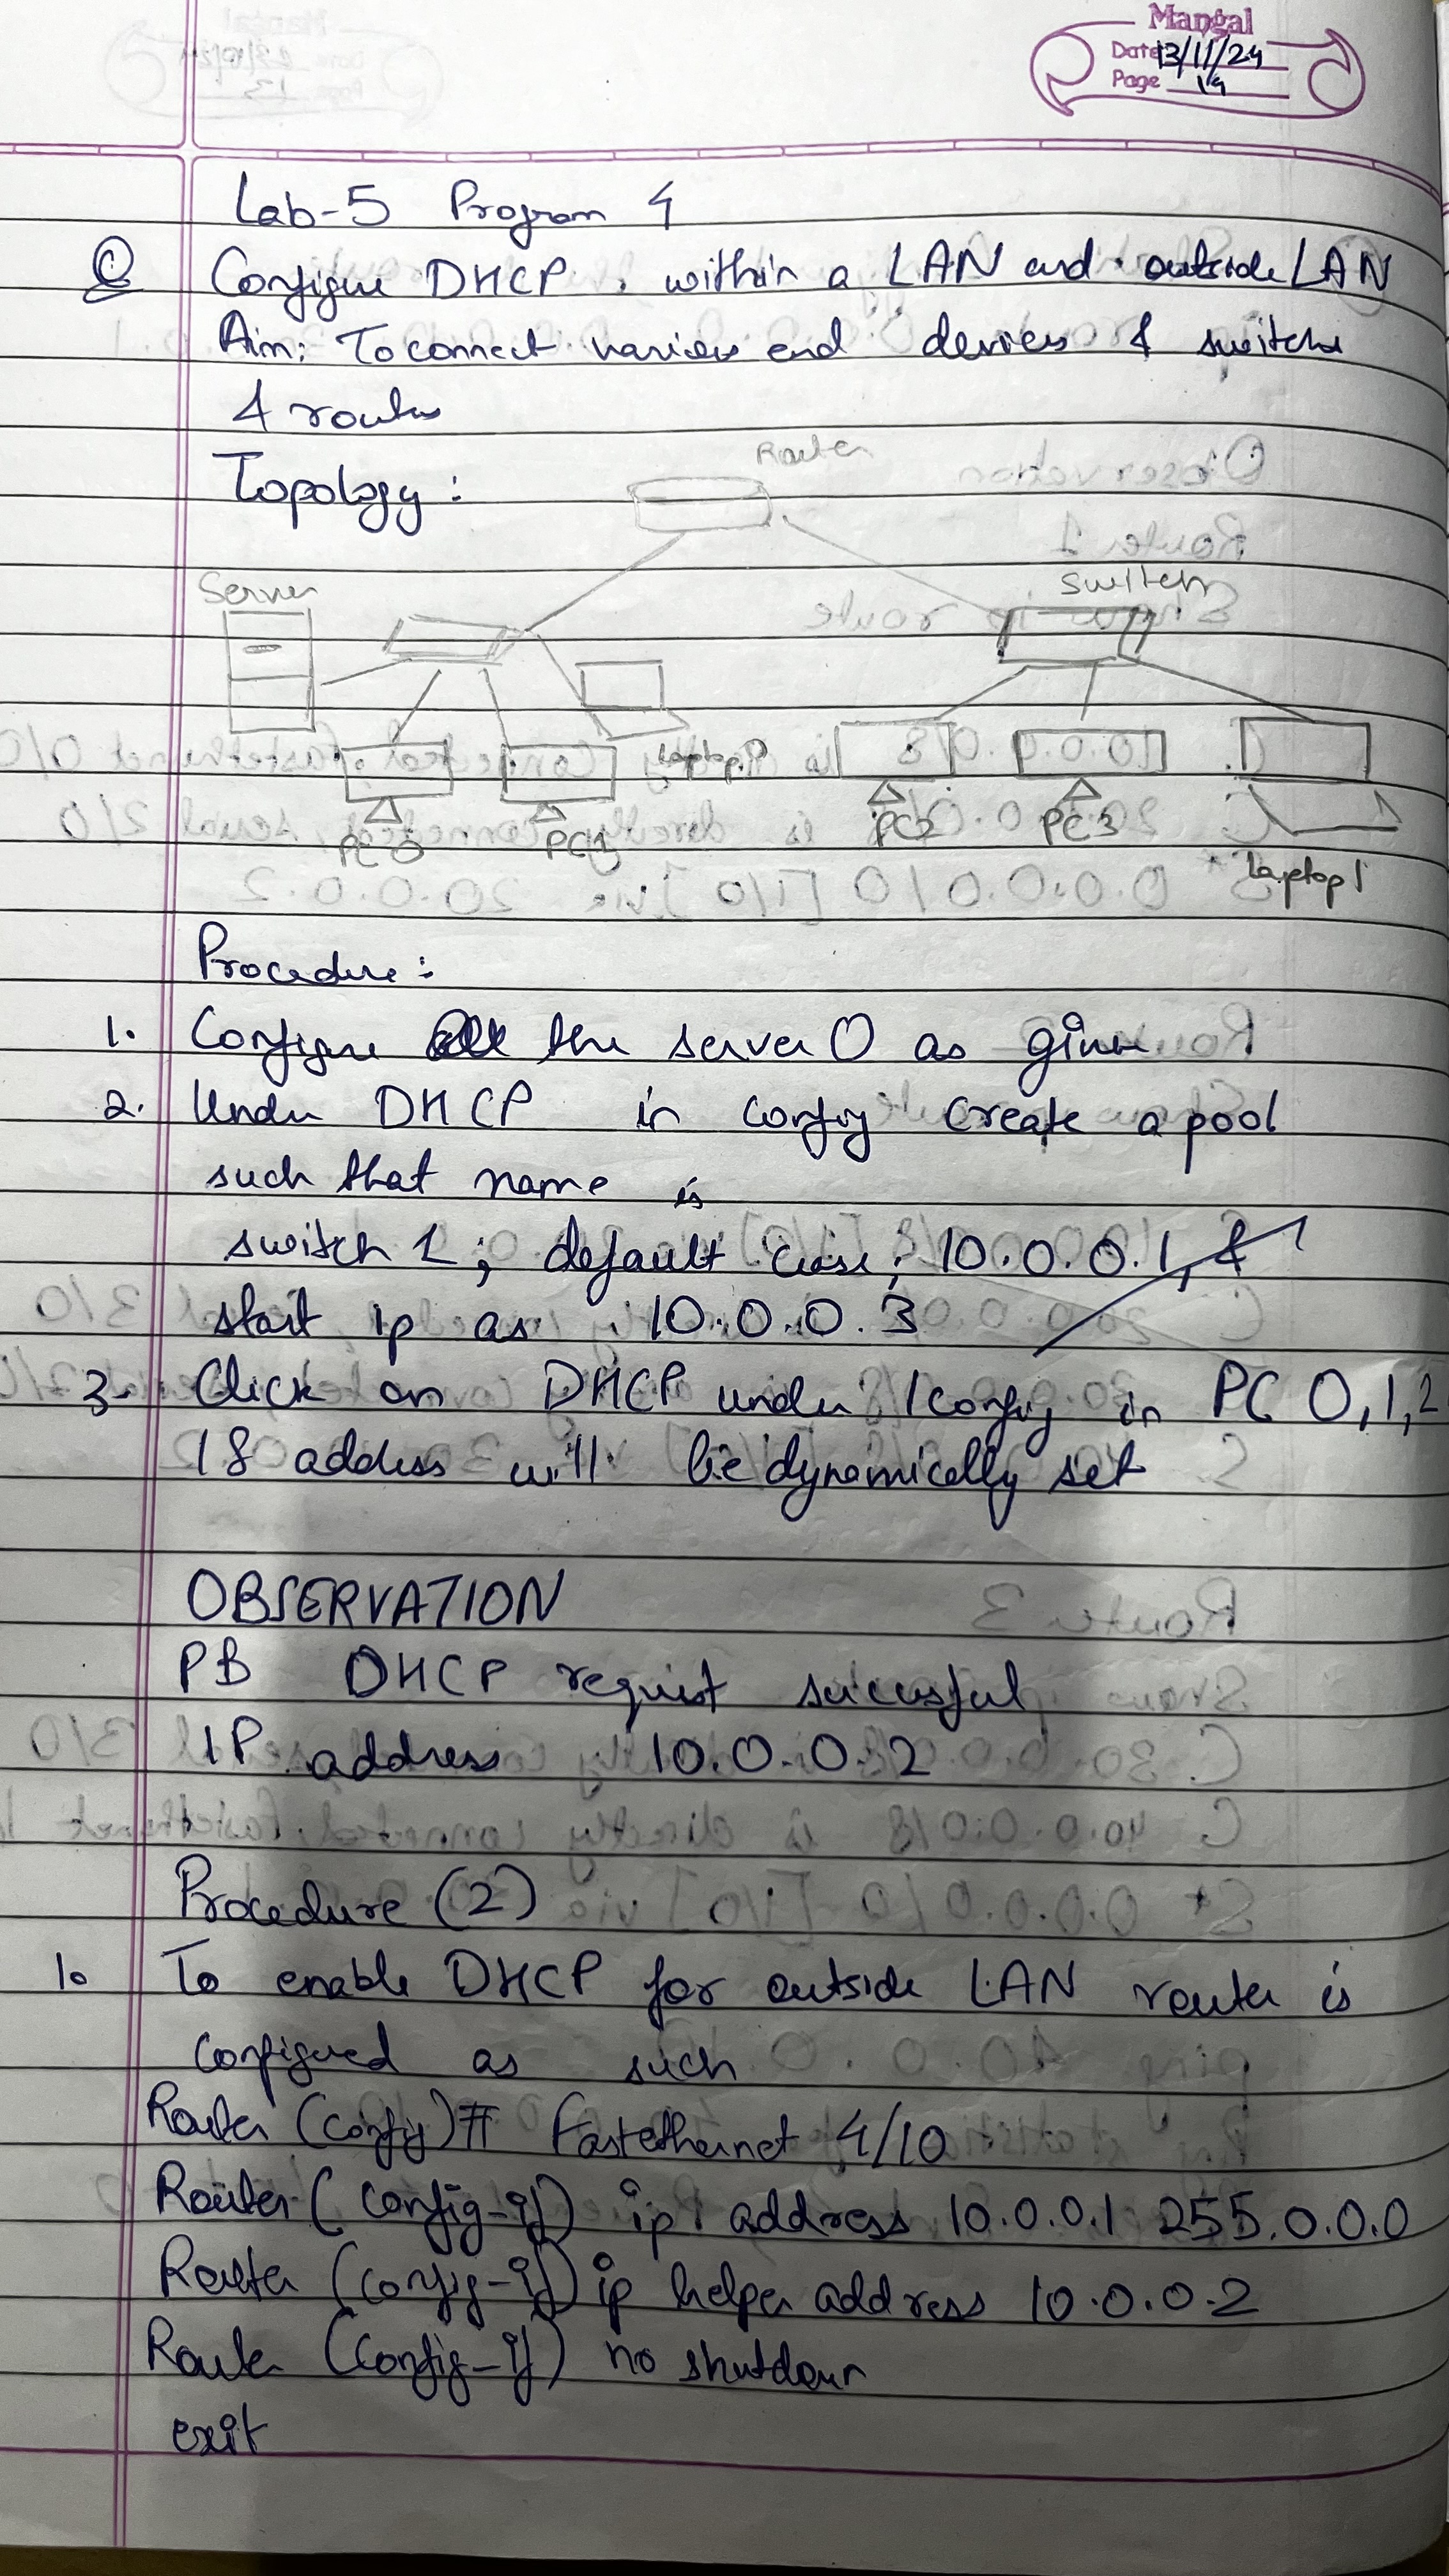 Mangal
Date 13/11/24
Page 19
Lab-5 Program 4
Q Configure DHCP within a LAN and outside LAN
Aim: To connect various end devices & switches
& router
Topology:
Router
Server
Switch
Laptop 0
PC 0
PC1
PC2
PC3
Laptop 1
Procedure:
1. Configure the server 0 as given
2. Under DHCP in config create a pool
such that name is
switch 1; default : 10.0.0.1, &
start ip as 10.0.0.3
3- Click on DHCP under config in PC 0,1,2
address will be dynamically set
OBSERVATION
DHCP request successful
IP address 10.0.0.2
Procedure (2)
1. To enable DHCP for outside LAN router is
configured as such
Router (config)# Fastethernet 4/10
Router (config-if) ip address 10.0.0.1 255.0.0.0
Router (config-if) ip helper address 10.0.0.2
Router (config-if) no shutdown
exit